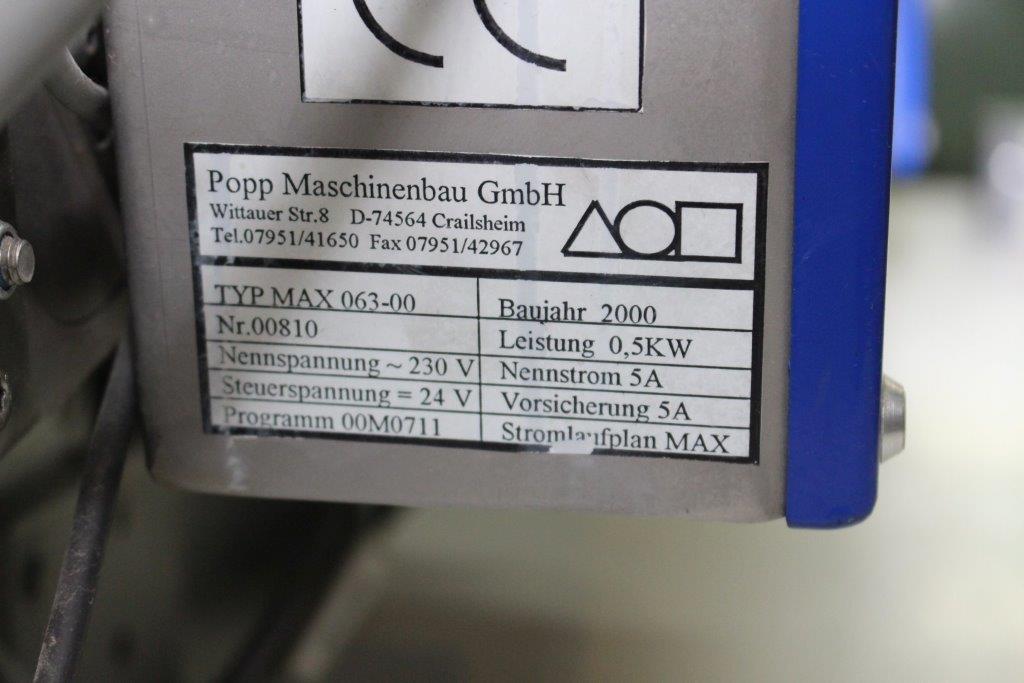 Popp Maschinenbau GmbH
Wittauer Str.8 D-74564 Crailsheim
Tel.07951/41650 Fax 07951/42967
TYP MAX 063-00
Baujahr 2000
Nr.00810
Leistung 0,5KW
Nennspannung ~ 230 V
Nennstrom 5A
Steuerspannung = 24 V
Vorsicherung 5A
Programm 00M0711
Stromlaufplan MAX